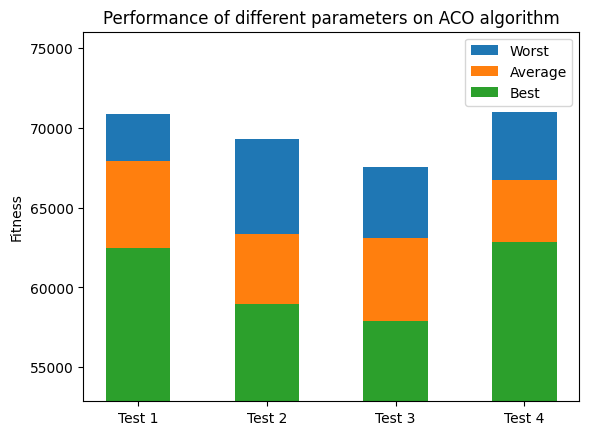 Performance of different parameters on ACO algorithm
75000
70000
65000
60000
55000
Fitness
Worst
Average
Best
Test 1
Test 2
Test 3
Test 4